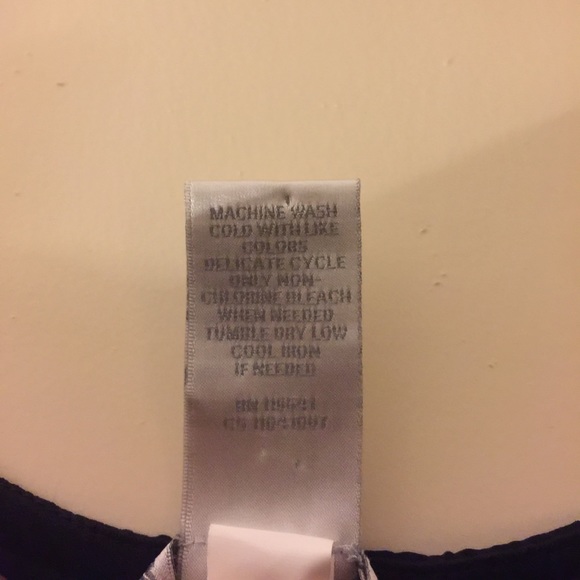 MACHINE WASH
COLD WITH LIKE
COLORS
DELICATE CYCLE
ONLY NON-
CHLORINE BLEACH
WHEN NEEDED
TUMBLE DRY LOW
COOL IRON
IF NEEDED
RN